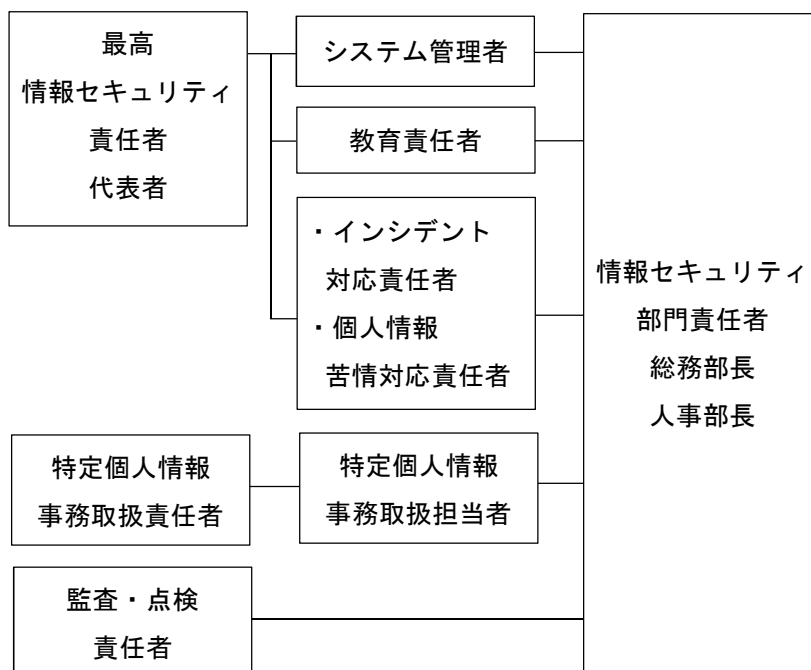 最高
情報セキュリティ
責任者
代表者
システム管理者
教育責任者
・インシデント
対応責任者
・個人情報
苦情対応責任者
情報セキュリティ
部門責任者
総務部長
人事部長
特定個人情報
事務取扱責任者
特定個人情報
事務取扱担当者
監査・点検
責任者